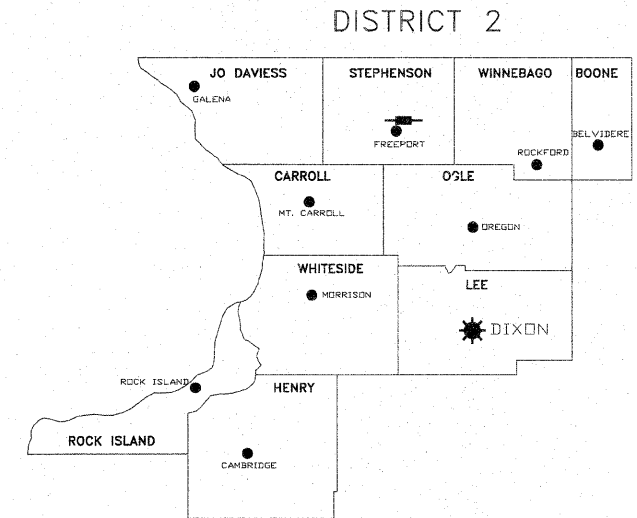 DISTRICT 2
JO DAVIESS
STEPHENSON
WINNEBAGO
BOONE
GALENA
FREEPORT
ROCKFORD
BELVIDERE
CARROLL
OGLE
MT. CARROLL
OREGON
WHITESIDE
LEE
MORRISON
DIXON
ROCK ISLAND
HENRY
ROCK ISLAND
CAMBRIDGE